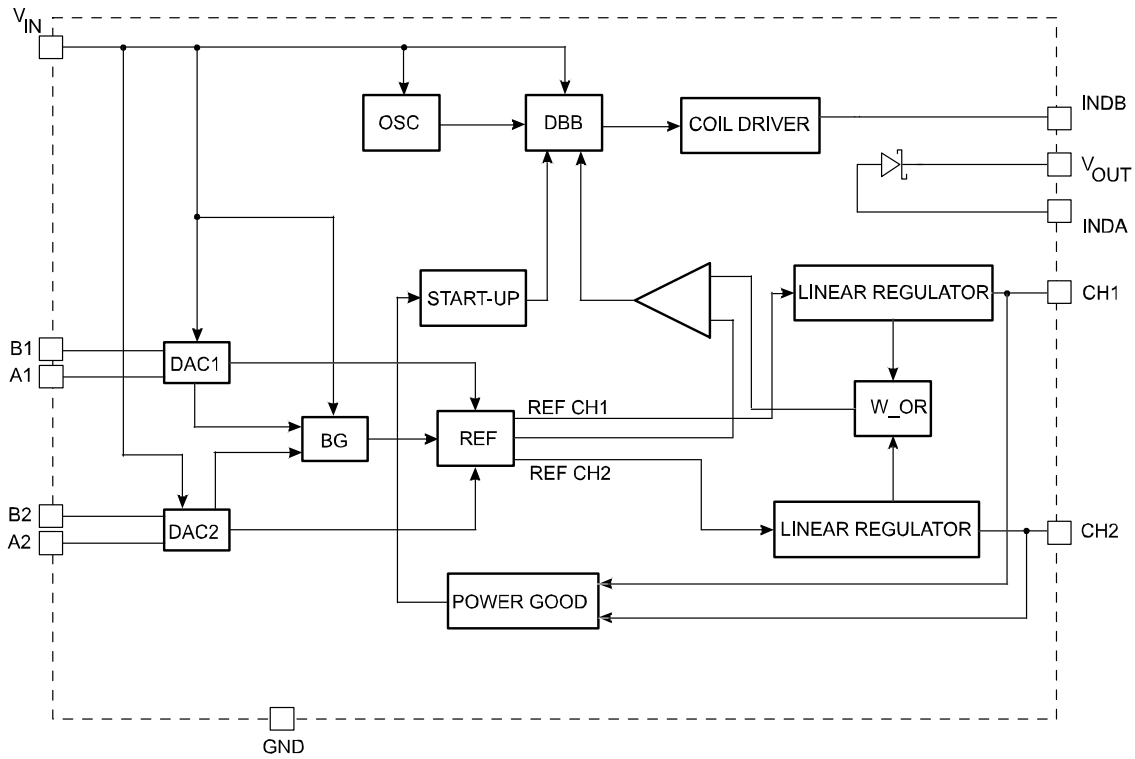 VIN
OSC
DBB
COIL DRIVER
INDB
VOUT
INDA
START-UP
LINEAR REGULATOR
CH1
B1
A1
DAC1
W_OR
REF CH1
BG
REF
REF CH2
B2
A2
DAC2
LINEAR REGULATOR
CH2
POWER GOOD
GND